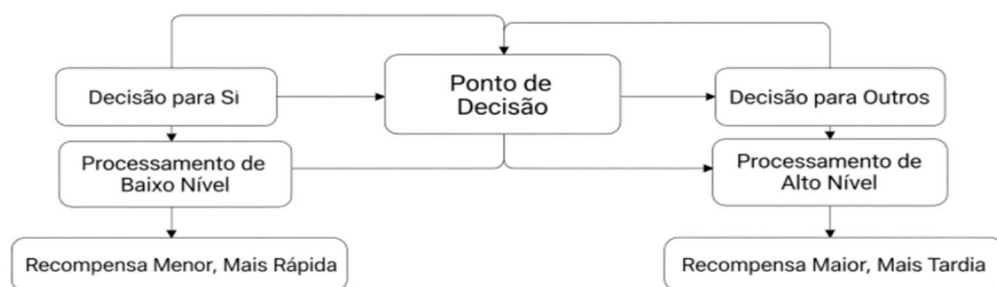 Decisão para Si
Ponto de
Decisão
Decisão para Outros
Processamento de
Baixo Nível
Processamento de
Alto Nível
Recompensa Menor, Mais Rápida
Recompensa Maior, Mais Tardia